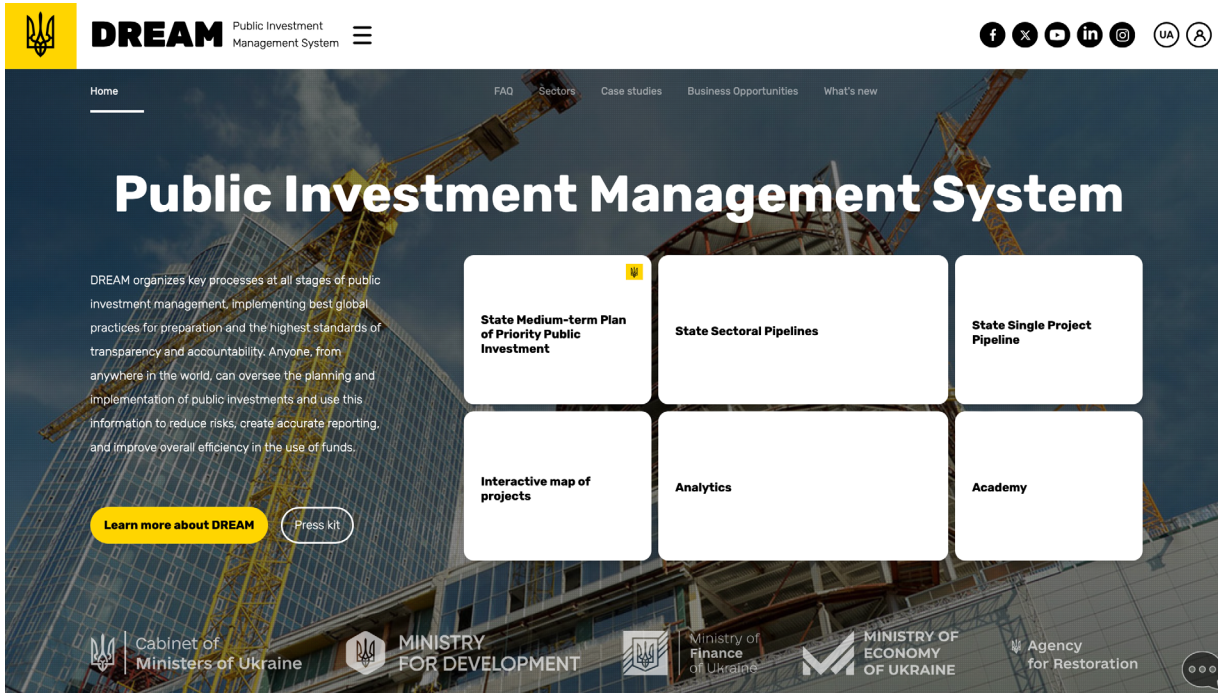 DREAM
Public Investment
Management System
UA
Home
FAQ
Sectors
Case studies
Business Opportunities
What's new
Public Investment Management System
DREAM organizes key processes at all stages of public
investment management, implementing best global
practices for preparation and the highest standards of
transparency and accountability. Anyone, from
anywhere in the world, can oversee the planning and
implementation of public investments and use this
information to reduce risks, create accurate reporting,
and improve overall efficiency in the use of funds.
Learn more about DREAM
Press kit
State Medium-term Plan
of Priority Public
Investment
State Sectoral Pipelines
State Single Project
Pipeline
Interactive map of
projects
Analytics
Academy
Cabinet of
Ministers of Ukraine
MINISTRY
FOR DEVELOPMENT
Ministry of
Finance
of Ukraine
MINISTRY OF
ECONOMY
OF UKRAINE
Agency
for Restoration